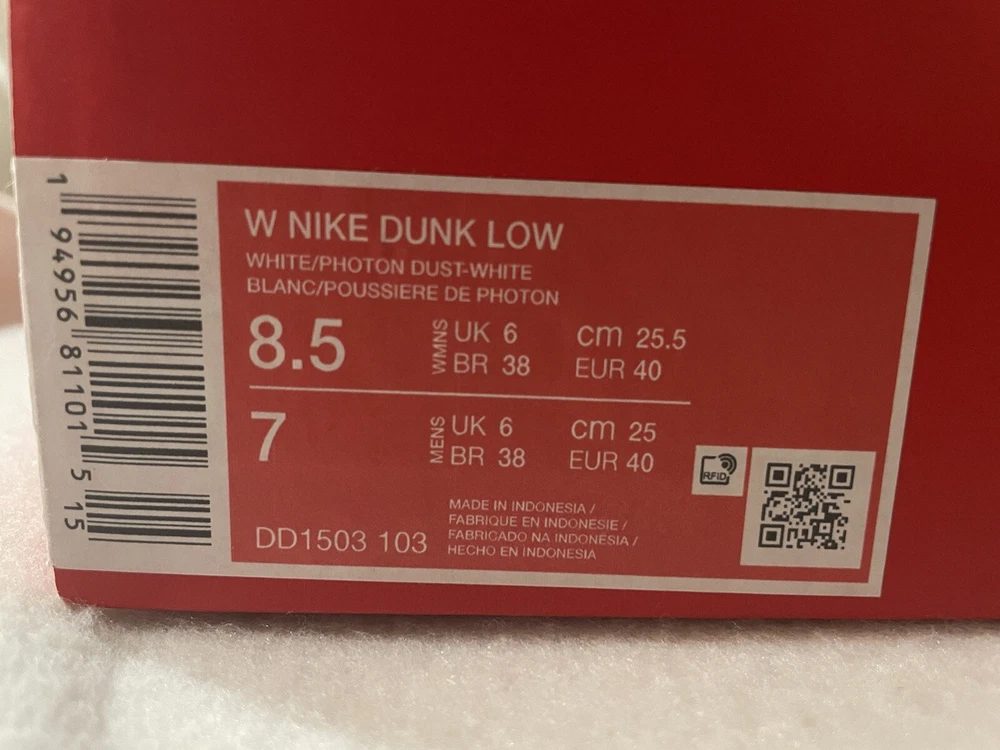 1 94956 81101 5 15
W NIKE DUNK LOW
WHITE/PHOTON DUST-WHITE
BLANC/POUSSIERE DE PHOTON
8.5 WMNS UK 6 cm 25.5
BR 38 EUR 40
7 MENS UK 6 cm 25
BR 38 EUR 40
RFID
MADE IN INDONESIA /
FABRIQUE EN INDONESIE /
FABRICADO NA INDONESIA /
HECHO EN INDONESIA
DD1503 103